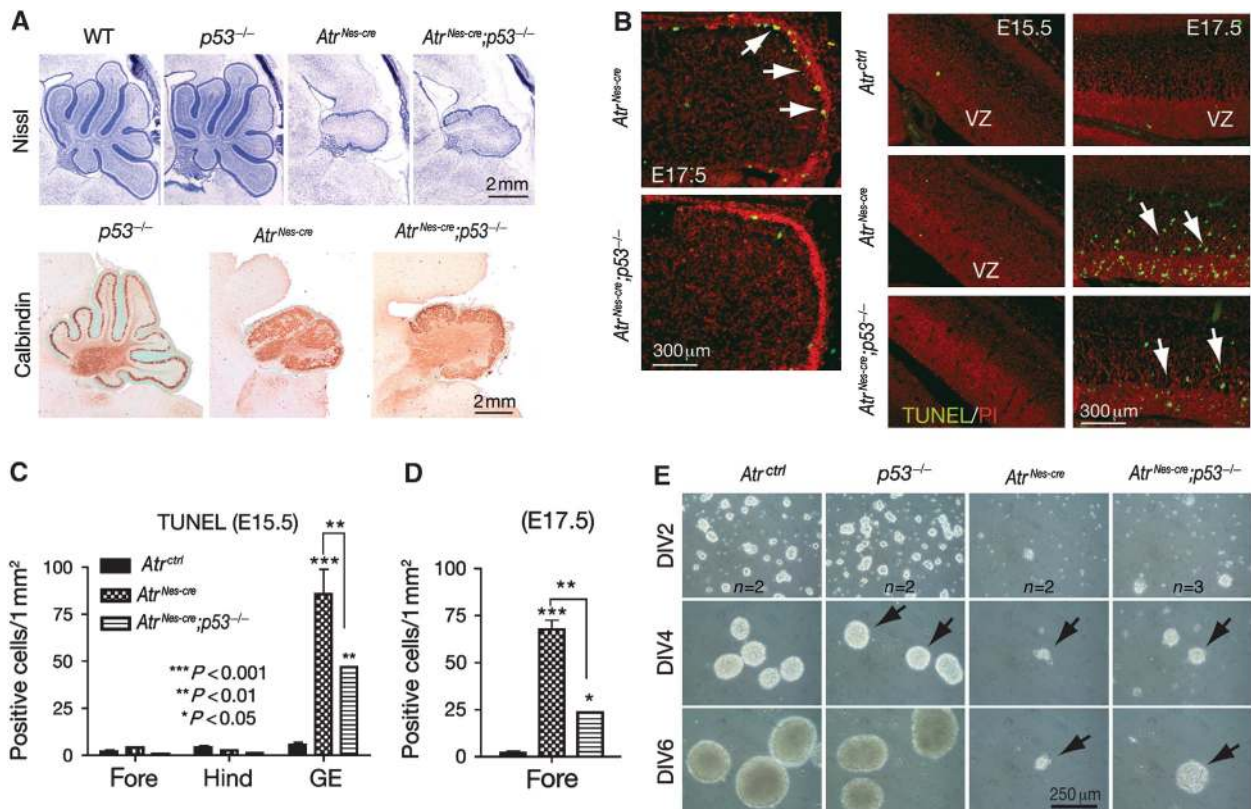 A
WT
p53–/–
AtrNes-cre
AtrNes-cre;p53–/–
Nissl
2 mm
p53–/–
AtrNes-cre
AtrNes-cre;p53–/–
Calbindin
2 mm
B
AtrNes-cre
E17.5
AtrNes-cre;p53–/–
300 µm
E15.5
E17.5
Atrctrl
VZ
VZ
AtrNes-cre
VZ
AtrNes-cre;p53–/–
TUNEL/PI
300 µm
C
TUNEL (E15.5)
Positive cells/1 mm2
100
75
50
25
0
Atrctrl
AtrNes-cre
AtrNes-cre;p53–/–
***P < 0.001
**P < 0.01
*P < 0.05
**
***
**
Fore
Hind
GE
D
(E17.5)
Positive cells/1 mm2
100
75
50
25
0
**
***
*
Fore
E
Atrctrl
p53–/–
AtrNes-cre
AtrNes-cre;p53–/–
DIV2
n=2
n=2
n=2
n=3
DIV4
DIV6
250 µm